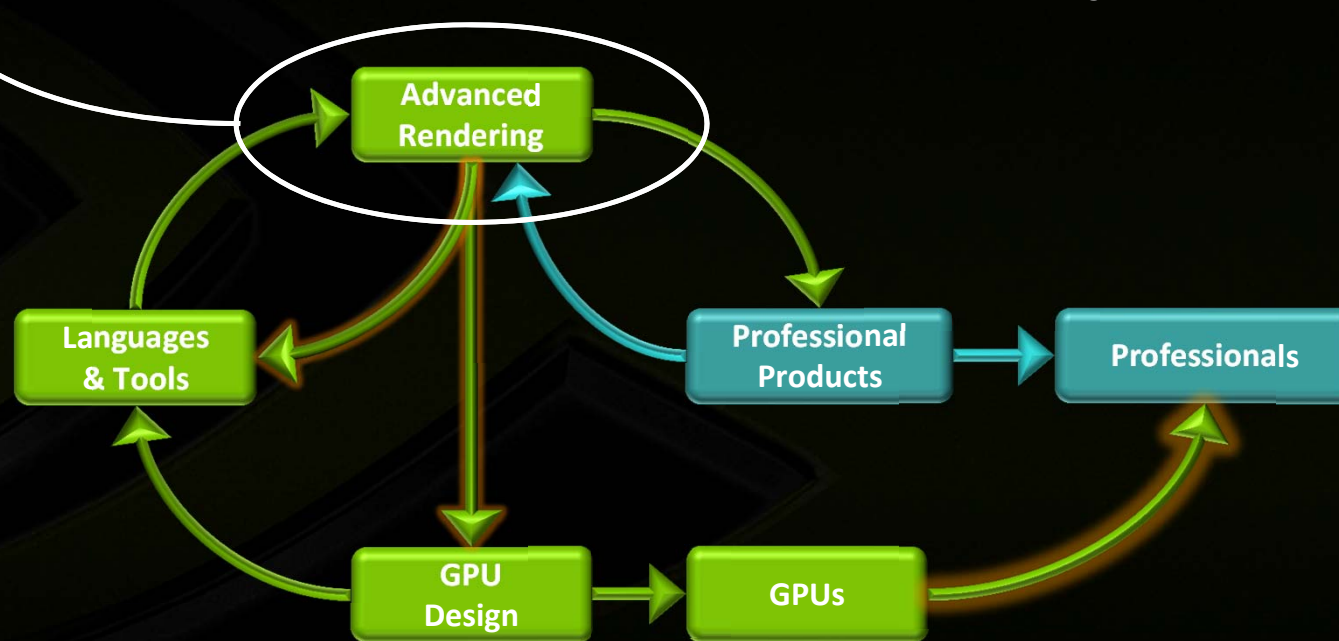 Advanced
Rendering
Languages
& Tools
Professional
Products
Professionals
GPU
Design
GPUs